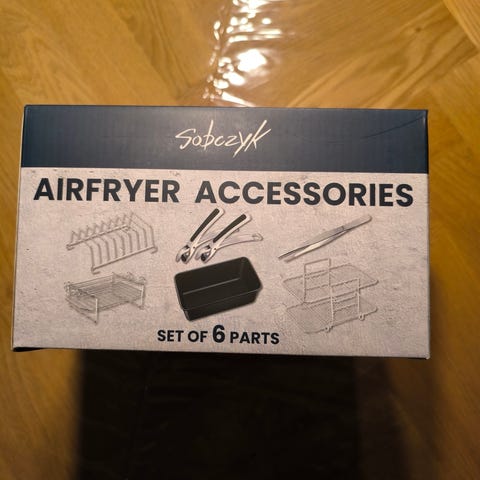 Sobczyk
AIRFRYER ACCESSORIES
SET OF 6 PARTS